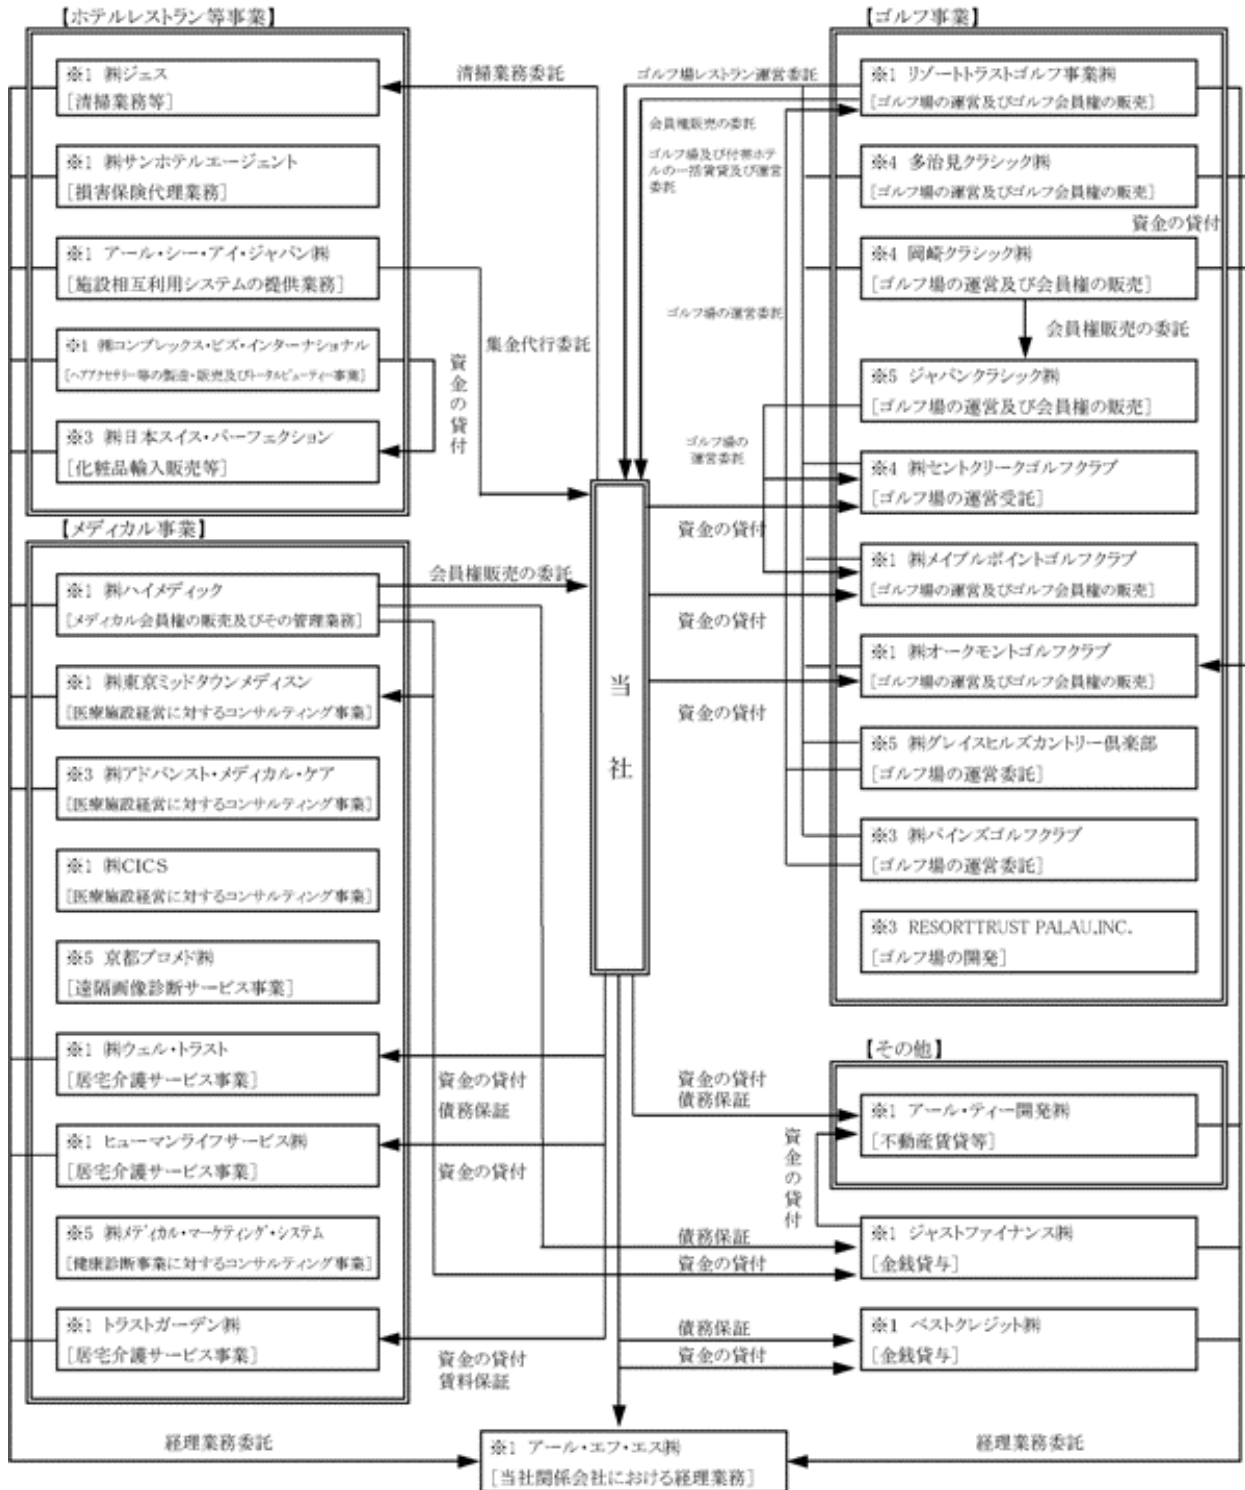 【ホテルレストラン等事業】
※1 ㈱ジェス
[清掃業務等]
※1 ㈱サンホテルエージェント
[損害保険代理業務]
※1 アール・シー・アイ・ジャパン㈱
[施設相互利用システムの提供業務]
※1 ㈱コンプレックス・ビズ・インターナショナル
[ヘアアクセサリー等の製造・販売及びトータルビューティー事業]
※3 ㈱日本スイス・パーフェクション
[化粧品輸入販売等]
資金の貸付
清掃業務委託
集金代行委託
【メディカル事業】
※1 ㈱ハイメディック
[メディカル会員権の販売及びその管理業務]
※1 ㈱東京ミッドタウンメディスン
[医療施設経営に対するコンサルティング事業]
※3 ㈱アドバンスト・メディカル・ケア
[医療施設経営に対するコンサルティング事業]
※1 ㈱CICS
[医療施設経営に対するコンサルティング事業]
※5 京都プロメド㈱
[遠隔画像診断サービス事業]
※1 ㈱ウェル・トラスト
[居宅介護サービス事業]
※1 ヒューマンライフサービス㈱
[居宅介護サービス事業]
※5 ㈱メディカル・マーケティング・システム
[健康診断事業に対するコンサルティング事業]
※1 トラストガーデン㈱
[居宅介護サービス事業]
会員権販売の委託
資金の貸付
債務保証
資金の貸付
資金の貸付
賃料保証
当社
【ゴルフ事業】
ゴルフ場レストラン運営委託
会員権販売の委託
ゴルフ場及び付帯ホテ
ルの一括賃貸及び運営
委託
ゴルフ場の運営委託
ゴルフ場の
運営委託
※1 リゾートトラストゴルフ事業㈱
[ゴルフ場の運営及びゴルフ会員権の販売]
※4 多治見クラシック㈱
[ゴルフ場の運営及びゴルフ会員権の販売]
資金の貸付
※4 岡崎クラシック㈱
[ゴルフ場の運営及び会員権の販売]
会員権販売の委託
※5 ジャパンクラシック㈱
[ゴルフ場の運営及び会員権の販売]
※4 ㈱セントクリークゴルフクラブ
[ゴルフ場の運営受託]
資金の貸付
※1 ㈱メイプルポイントゴルフクラブ
[ゴルフ場の運営及びゴルフ会員権の販売]
資金の貸付
※1 ㈱オークモントゴルフクラブ
[ゴルフ場の運営及びゴルフ会員権の販売]
資金の貸付
※5 ㈱グレイスヒルズカントリー倶楽部
[ゴルフ場の運営委託]
※3 ㈱パインズゴルフクラブ
[ゴルフ場の運営委託]
※3 RESORTTRUST PALAU,INC.
[ゴルフ場の開発]
【その他】
資金の貸付
債務保証
※1 アール・ティー開発㈱
[不動産賃貸等]
資金の貸付
債務保証
資金の貸付
※1 ジャストファイナンス㈱
[金銭貸与]
債務保証
資金の貸付
※1 ベストクレジット㈱
[金銭貸与]
経理業務委託
※1 アール・エフ・エス㈱
[当社関係会社における経理業務]
経理業務委託